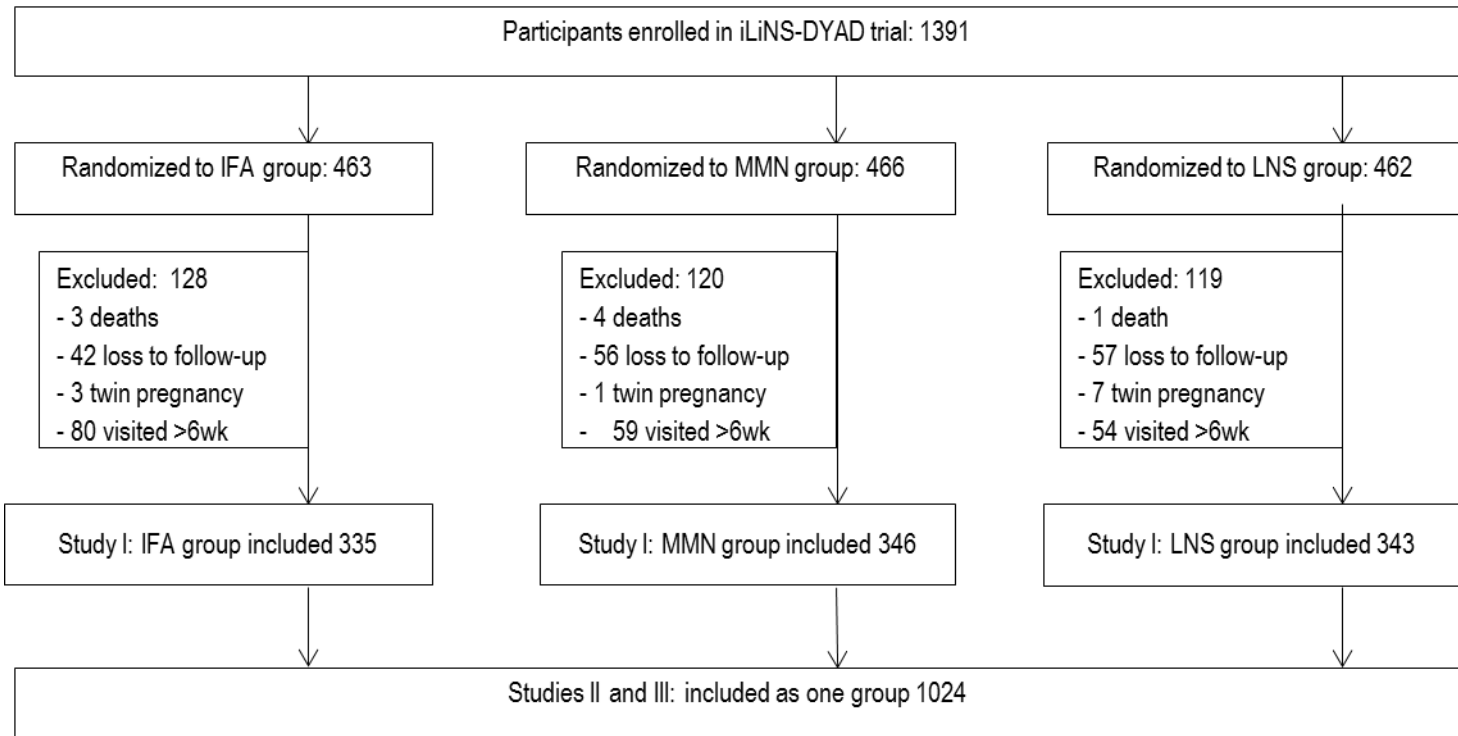 Participants enrolled in iLiNS-DYAD trial: 1391
Randomized to IFA group: 463
Randomized to MMN group: 466
Randomized to LNS group: 462
Excluded: 128
- 3 deaths
- 42 loss to follow-up
- 3 twin pregnancy
- 80 visited >6wk
Excluded: 120
- 4 deaths
- 56 loss to follow-up
- 1 twin pregnancy
- 59 visited >6wk
Excluded: 119
- 1 death
- 57 loss to follow-up
- 7 twin pregnancy
- 54 visited >6wk
Study I: IFA group included 335
Study I: MMN group included 346
Study I: LNS group included 343
Studies II and III: included as one group 1024